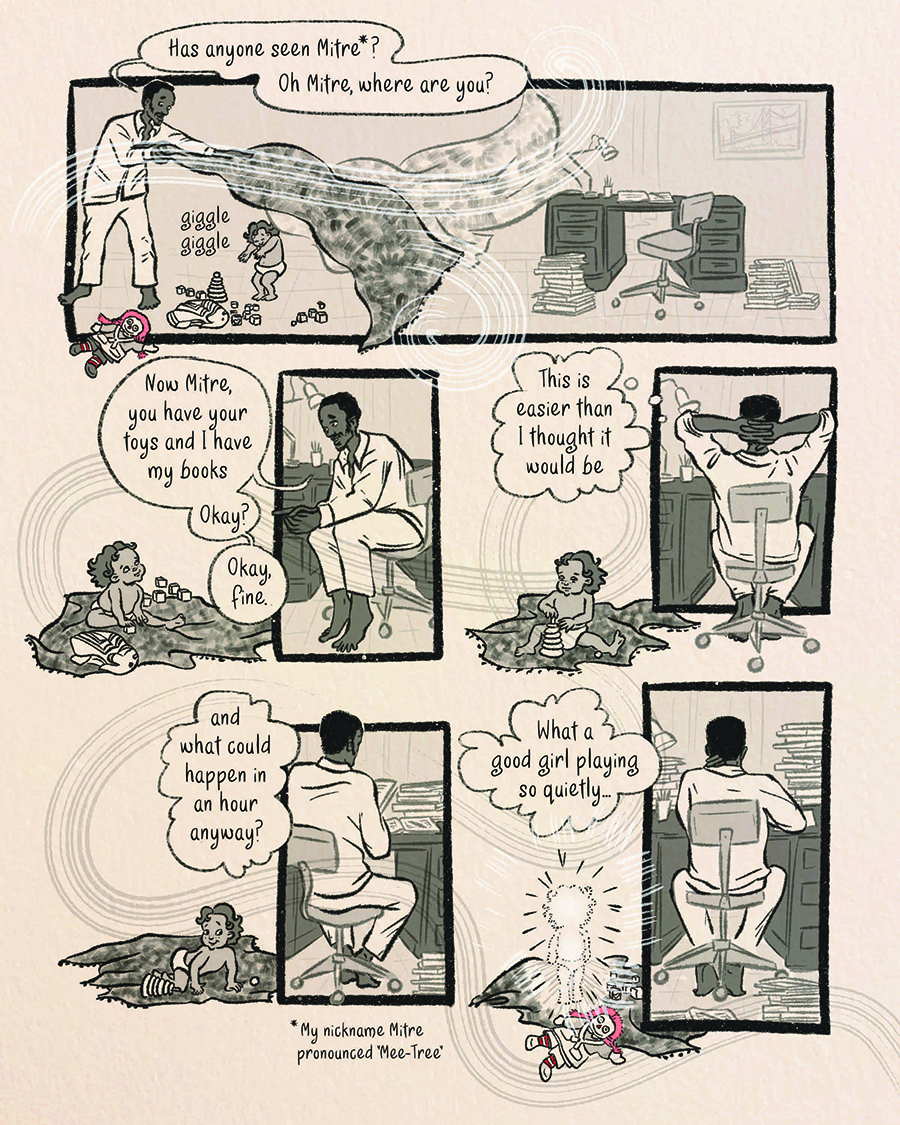 Has anyone seen Mitre*?
Oh Mitre, where are you?
giggle
giggle
Now Mitre,
you have your
toys and I have
my books
Okay?
Okay,
fine.
This is
easier than
I thought it
would be
and
what could
happen in
an hour
anyway?
What a
good girl playing
so quietly...
*My nickname Mitre
pronounced 'Mee-Tree'